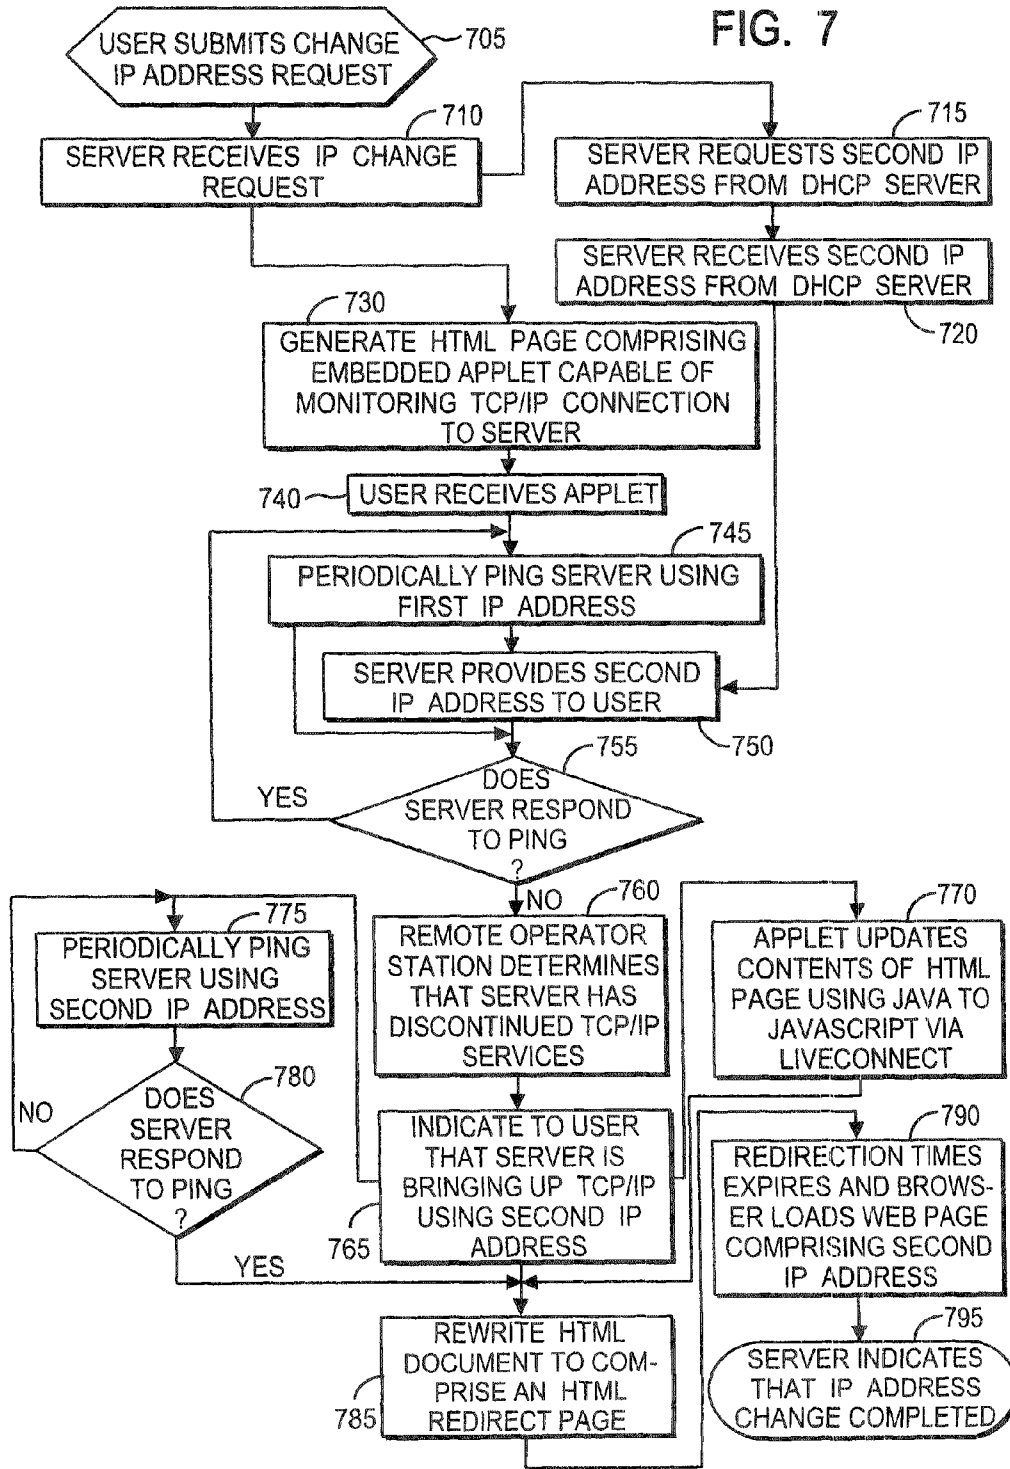 FIG. 7
USER SUBMITS CHANGE
IP ADDRESS REQUEST
705
710
SERVER RECEIVES IP CHANGE
REQUEST
715
SERVER REQUESTS SECOND IP
ADDRESS FROM DHCP SERVER
SERVER RECEIVES SECOND IP
ADDRESS FROM DHCP SERVER
720
730
GENERATE HTML PAGE COMPRISING
EMBEDDED APPLET CAPABLE OF
MONITORING TCP/IP CONNECTION
TO SERVER
740
USER RECEIVES APPLET
745
PERIODICALLY PING SERVER USING
FIRST IP ADDRESS
SERVER PROVIDES SECOND
IP ADDRESS TO USER
750
755
DOES
SERVER RESPOND
TO PING
?
YES
NO
760
REMOTE OPERATOR
STATION DETERMINES
THAT SERVER HAS
DISCONTINUED TCP/IP
SERVICES
770
APPLET UPDATES
CONTENTS OF HTML
PAGE USING JAVA TO
JAVASCRIPT VIA
LIVECONNECT
775
PERIODICALLY PING
SERVER USING
SECOND IP ADDRESS
780
DOES
SERVER
RESPOND
TO PING
?
NO
YES
INDICATE TO USER
THAT SERVER IS
BRINGING UP TCP/IP
USING SECOND IP
ADDRESS
765
790
REDIRECTION TIMES
EXPIRES AND BROWS-
ER LOADS WEB PAGE
COMPRISING SECOND
IP ADDRESS
REWRITE HTML
DOCUMENT TO COM-
PRISE AN HTML
REDIRECT PAGE
785
795
SERVER INDICATES
THAT IP ADDRESS
CHANGE COMPLETED